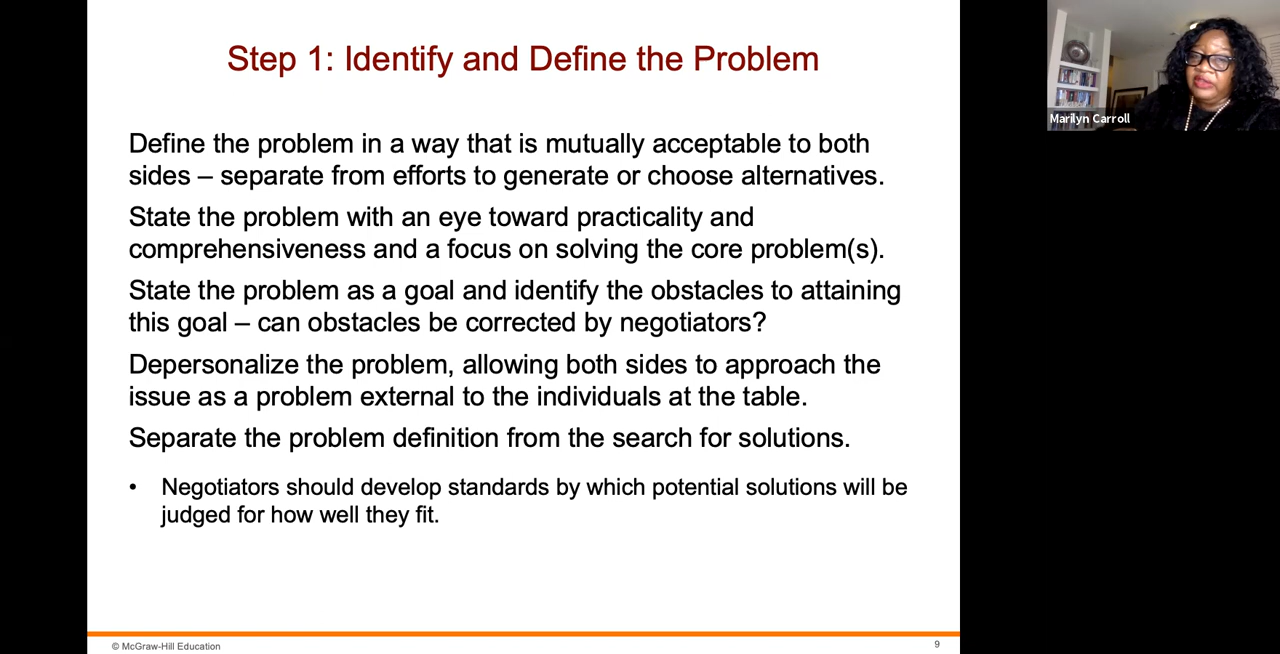 Step 1: Identify and Define the Problem
Marilyn Carroll
Define the problem in a way that is mutually acceptable to both
sides – separate from efforts to generate or choose alternatives.
State the problem with an eye toward practicality and
comprehensiveness and a focus on solving the core problem(s).
State the problem as a goal and identify the obstacles to attaining
this goal – can obstacles be corrected by negotiators?
Depersonalize the problem, allowing both sides to approach the
issue as a problem external to the individuals at the table.
Separate the problem definition from the search for solutions.
• Negotiators should develop standards by which potential solutions will be
judged for how well they fit.
© McGraw-Hill Education
9